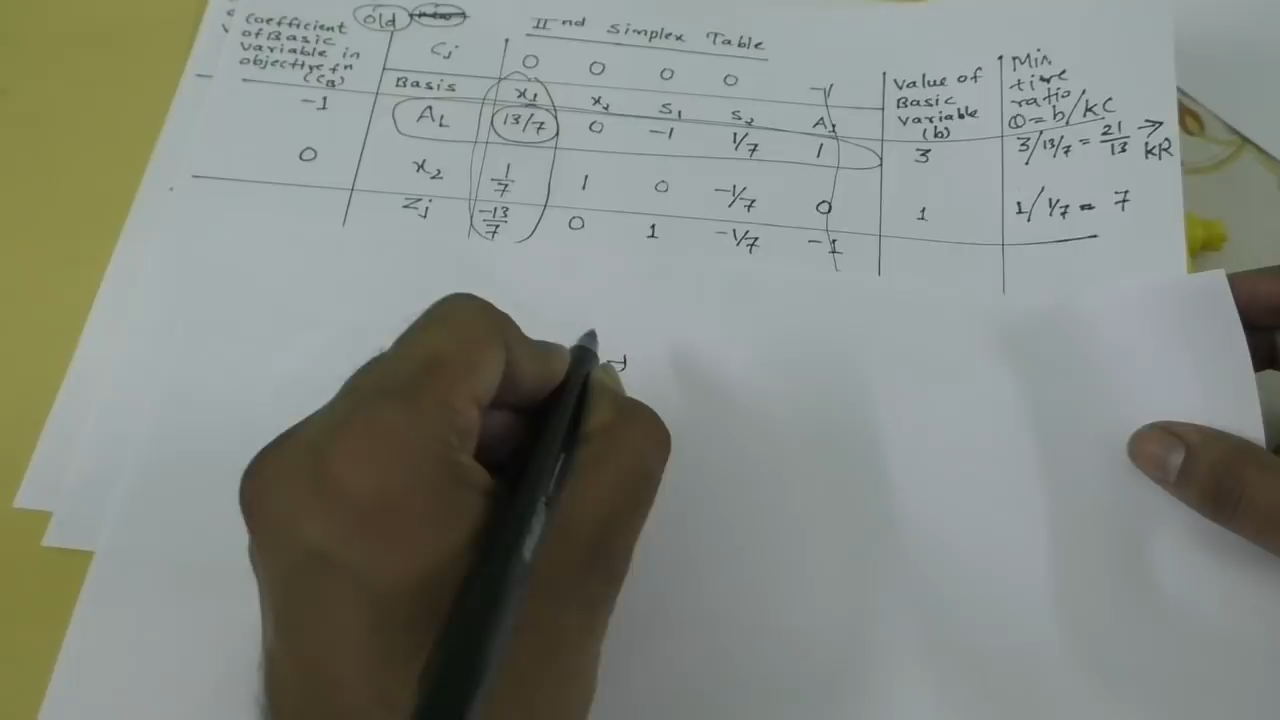 old
IInd Simplex Table
Coefficient of Basic variable in objective fn (CB)
Cj 0 0 0 0 -1
Basis x1 x2 S1 S2 A1
Value of Basic variable (b)
Min time ratio
θ = b/KC
-1 A1 13/7 0 -1 1/7 1 3 3/13/7 = 21/13 → KR
0 x2 1/7 1 0 -1/7 0 1 1/1/7 = 7
Zj -13/7 0 1 -1/7 -1